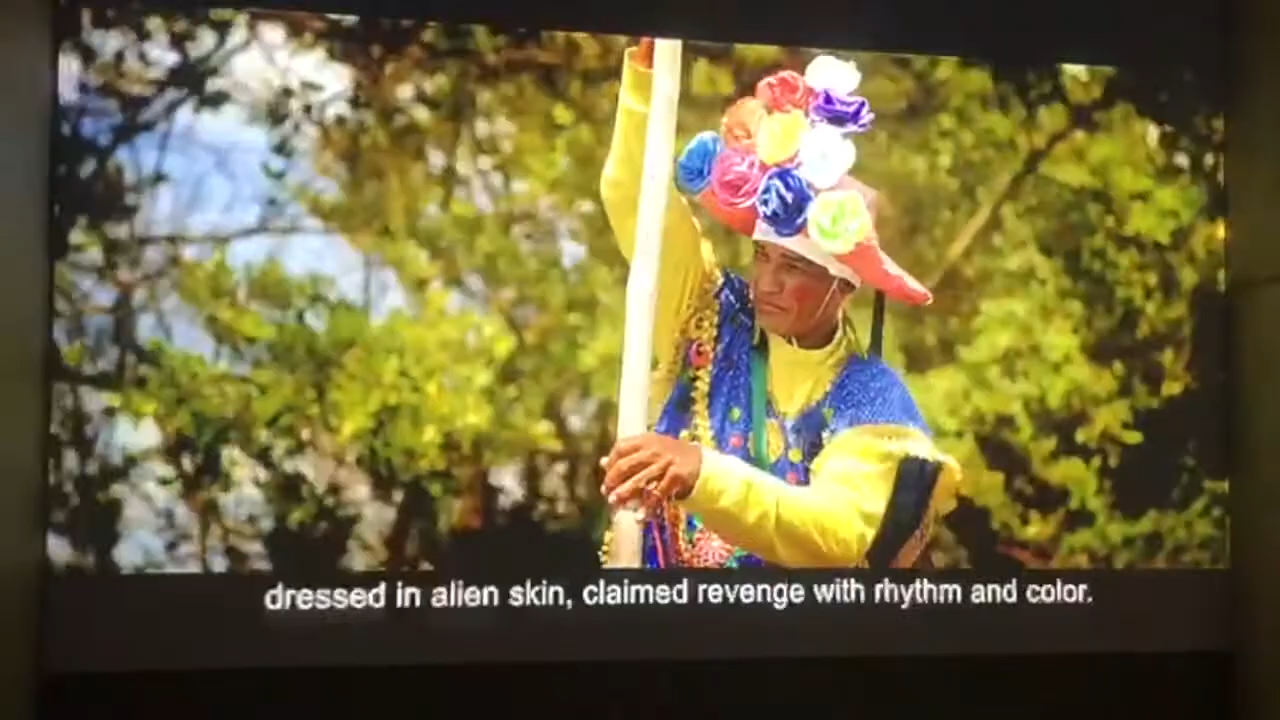 dressed in alien skin, claimed revenge with rhythm and color.